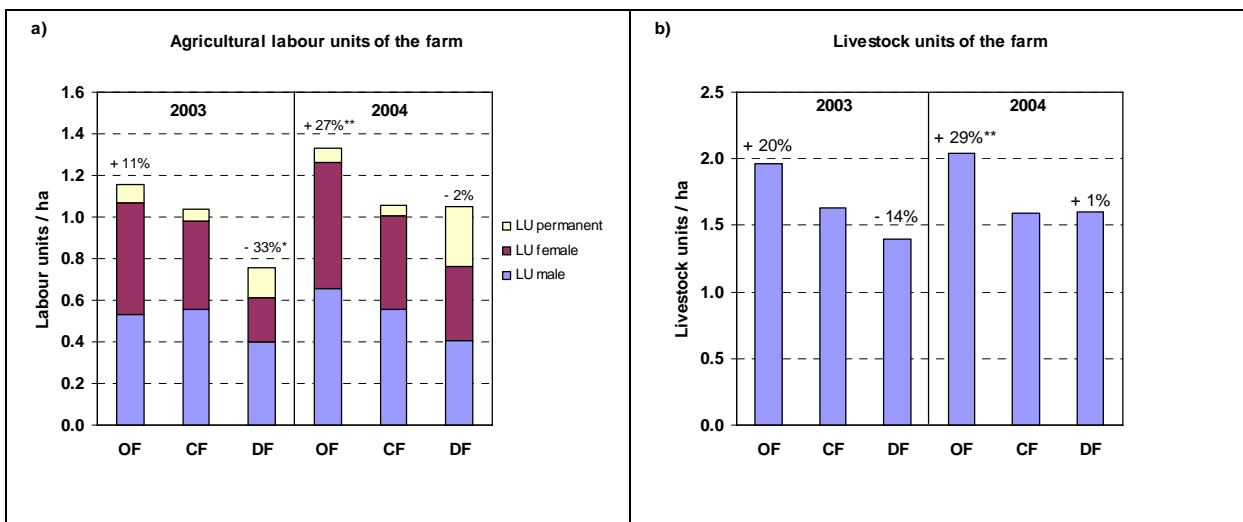 a)
Agricultural labour units of the farm
Labour units / ha
1.6
1.4
1.2
1.0
0.8
0.6
0.4
0.2
0.0
2003
2004
+ 11%
- 33%*
+ 27%**
- 2%
OF
CF
DF
OF
CF
DF
LU permanent
LU female
LU male
b)
Livestock units of the farm
Livestock units / ha
2.5
2.0
1.5
1.0
0.5
0.0
2003
2004
+ 20%
- 14%
+ 29%**
+ 1%
OF
CF
DF
OF
CF
DF